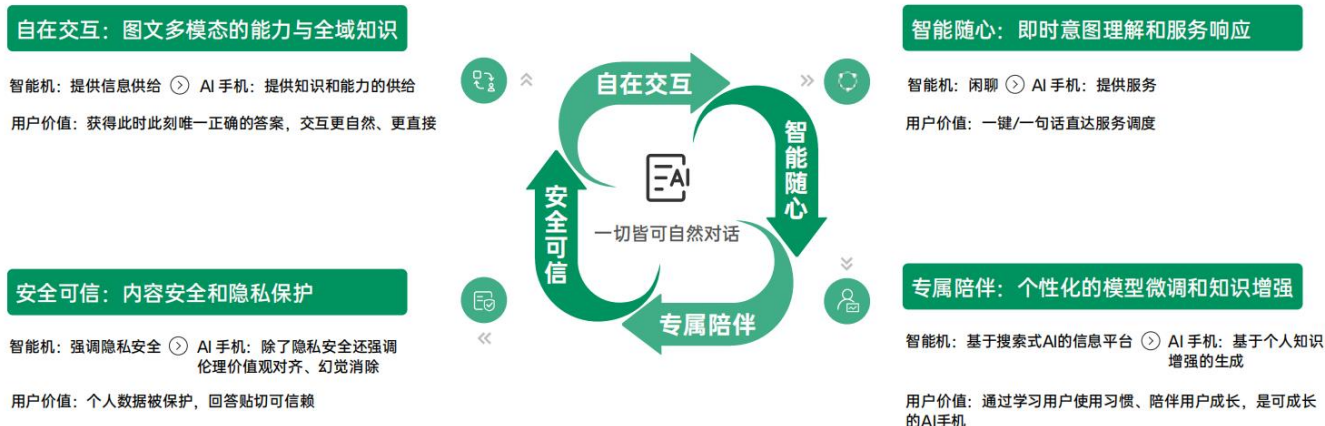 自在交互：图文多模态的能力与全域知识
智能机：提供信息供给 AI 手机：提供知识和能力的供给
用户价值：获得此时此刻唯一正确的答案，交互更自然、更直接
智能随心：即时意图理解和服务响应
智能机：闲聊 AI 手机：提供服务
用户价值：一键/一句话直达服务调度
自在交互
智能随心
专属陪伴
安全可信
AI
一切皆可自然对话
安全可信：内容安全和隐私保护
智能机：强调隐私安全 AI 手机：除了隐私安全还强调
伦理价值观对齐、幻觉消除
用户价值：个人数据被保护，回答贴切可信赖
专属陪伴：个性化的模型微调和知识增强
智能机：基于搜索式AI的信息平台 AI 手机：基于个人知识
增强的生成
用户价值：通过学习用户使用习惯、陪伴用户成长，是可成长
的AI手机